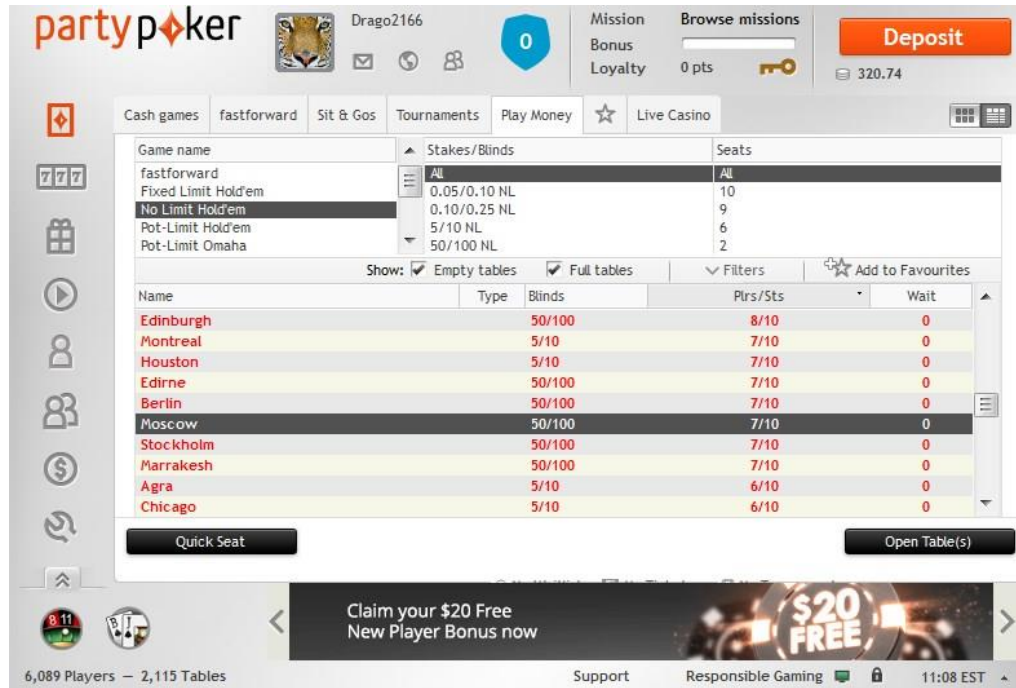 partypoker
Drago2166
0
Mission Browse missions
Bonus
Loyalty 0 pts
Deposit
320.74
Cash games fastforward Sit & Gos Tournaments Play Money Live Casino
777
Game name Stakes/Blinds Seats
fastforward All All
Fixed Limit Hold'em 0.05/0.10 NL 10
No Limit Hold'em 0.10/0.25 NL 9
Pot-Limit Hold'em 5/10 NL 6
Pot-Limit Omaha 50/100 NL 2
Show: Empty tables Full tables Filters Add to Favourites
Name Type Blinds Plrs/Sts Wait
Edinburgh 50/100 8/10 0
Montreal 5/10 7/10 0
Houston 5/10 7/10 0
Edirne 50/100 7/10 0
Berlin 50/100 7/10 0
Moscow 50/100 7/10 0
Stockholm 50/100 7/10 0
Marrakesh 50/100 7/10 0
Agra 5/10 6/10 0
Chicago 5/10 6/10 0
Quick Seat Open Table(s)
8 11
B J
Claim your $20 Free
New Player Bonus now
$20
FREE
6,089 Players – 2,115 Tables Support Responsible Gaming 11:08 EST